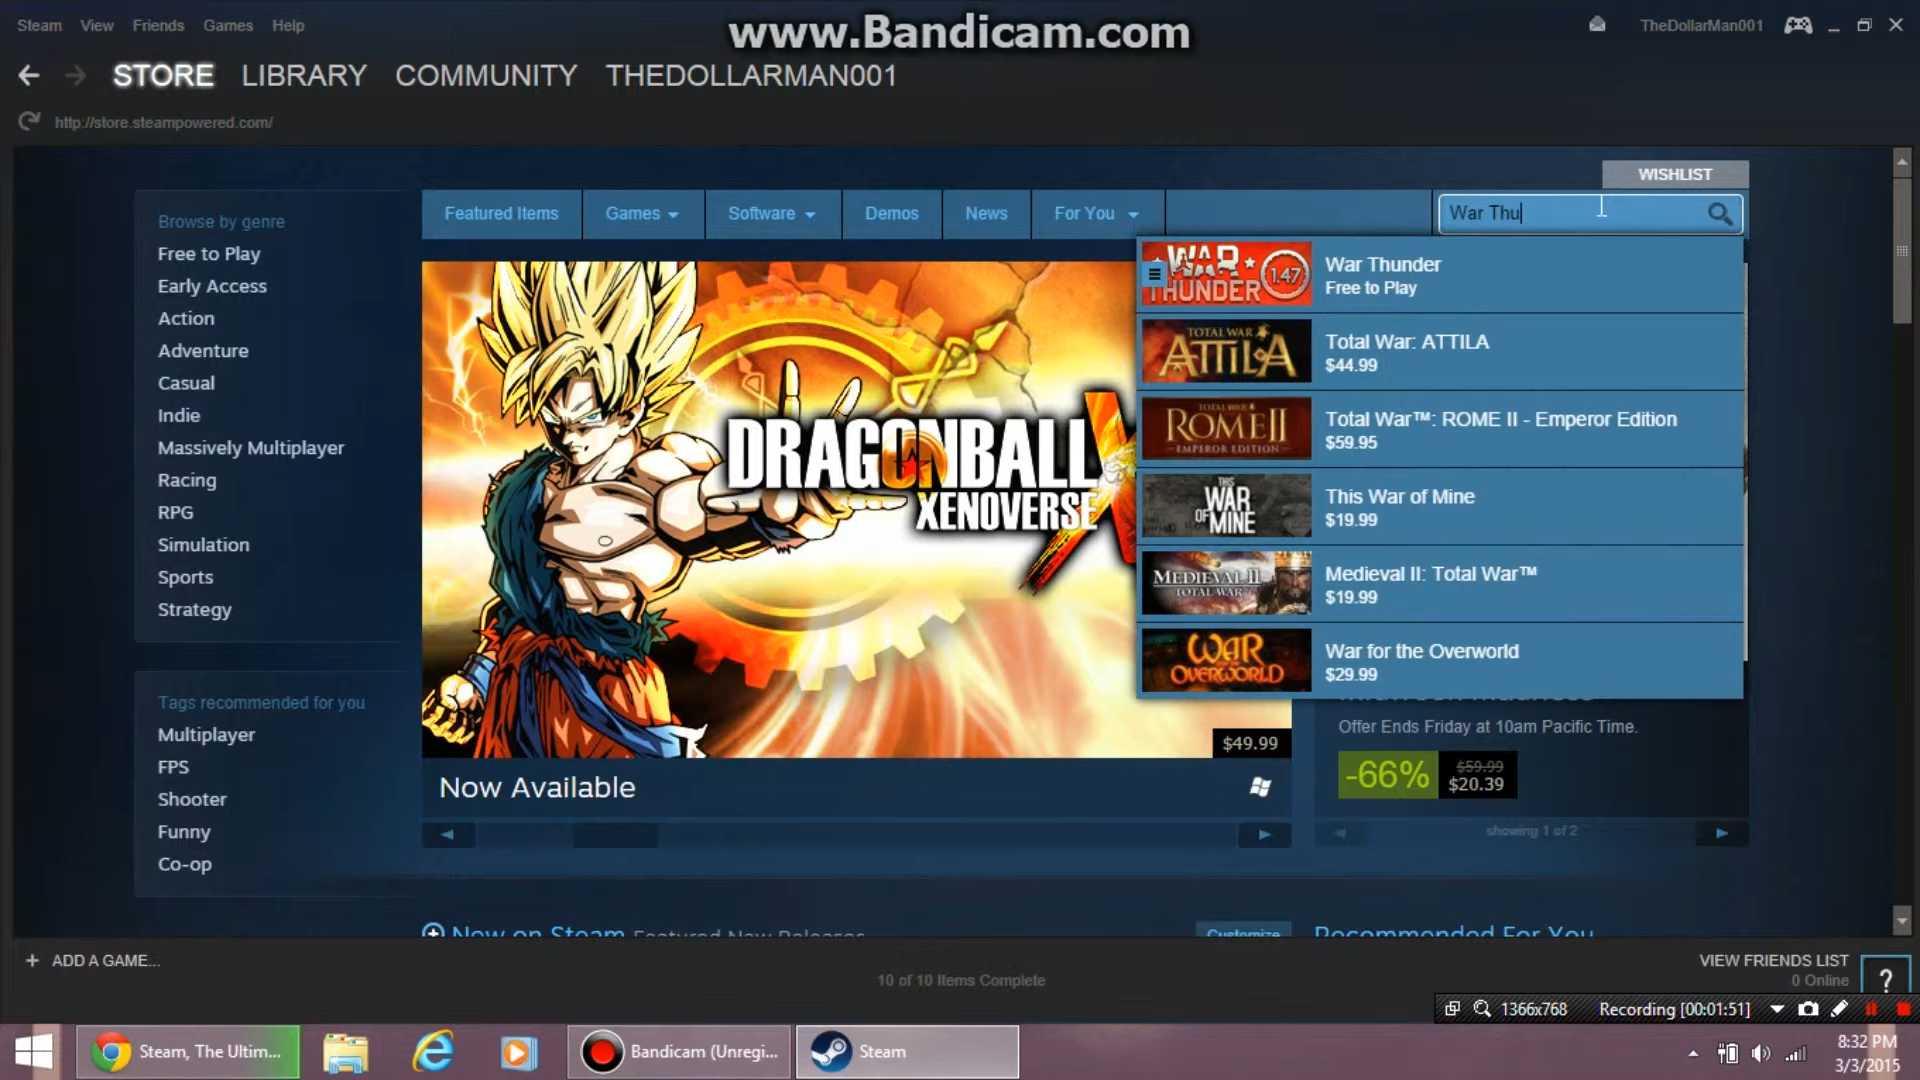 Steam View Friends Games Help
www.Bandicam.com
TheDollarMan001
STORE LIBRARY COMMUNITY THEDOLLARMAN001
http://store.steampowered.com/
WISHLIST
Featured Items Games Software Demos News For You
War Thu
Browse by genre
Free to Play
Early Access
Action
Adventure
Casual
Indie
Massively Multiplayer
Racing
RPG
Simulation
Sports
Strategy
Tags recommended for you
Multiplayer
FPS
Shooter
Funny
Co-op
DRAGONBALL
XENOVERSE
$49.99
Now Available
WAR THUNDER 1.47
War Thunder
Free to Play
TOTAL WAR
ATTILA
Total War: ATTILA
$44.99
TOTAL WAR
ROME II
EMPEROR EDITION
Total War™: ROME II - Emperor Edition
$59.95
THIS
WAR
OF MINE
This War of Mine
$19.99
MEDIEVAL II
TOTAL WAR
Medieval II: Total War™
$19.99
WAR
OVERWORLD
War for the Overworld
$29.99
Offer Ends Friday at 10am Pacific Time.
-66%
$59.99
$20.39
showing 1 of 2
New on Steam Featured New Releases
Customize
Recommended For You
+ ADD A GAME...
10 of 10 Items Complete
VIEW FRIENDS LIST
0 Online
?
1366x768 Recording [00:01:51]
Steam, The Ultim...
Bandicam (Unregi...
Steam
8:32 PM
3/3/2015